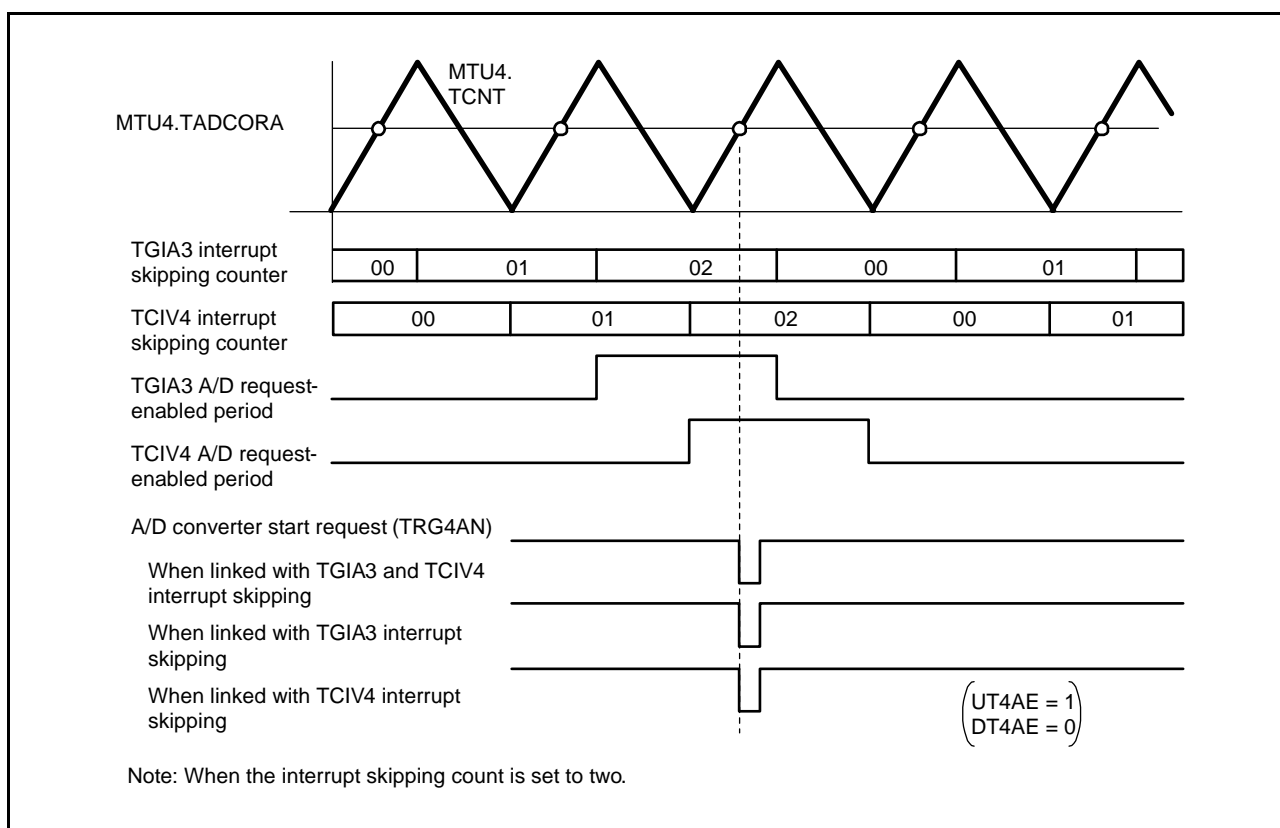 MTU4.
TCNT
MTU4.TADCORA
TGIA3 interrupt
skipping counter
00 01 02 00 01
TCIV4 interrupt
skipping counter
00 01 02 00 01
TGIA3 A/D request-
enabled period
TCIV4 A/D request-
enabled period
A/D converter start request (TRG4AN)
When linked with TGIA3 and TCIV4
interrupt skipping
When linked with TGIA3 interrupt
skipping
When linked with TCIV4 interrupt
skipping
UT4AE = 1
DT4AE = 0
Note: When the interrupt skipping count is set to two.